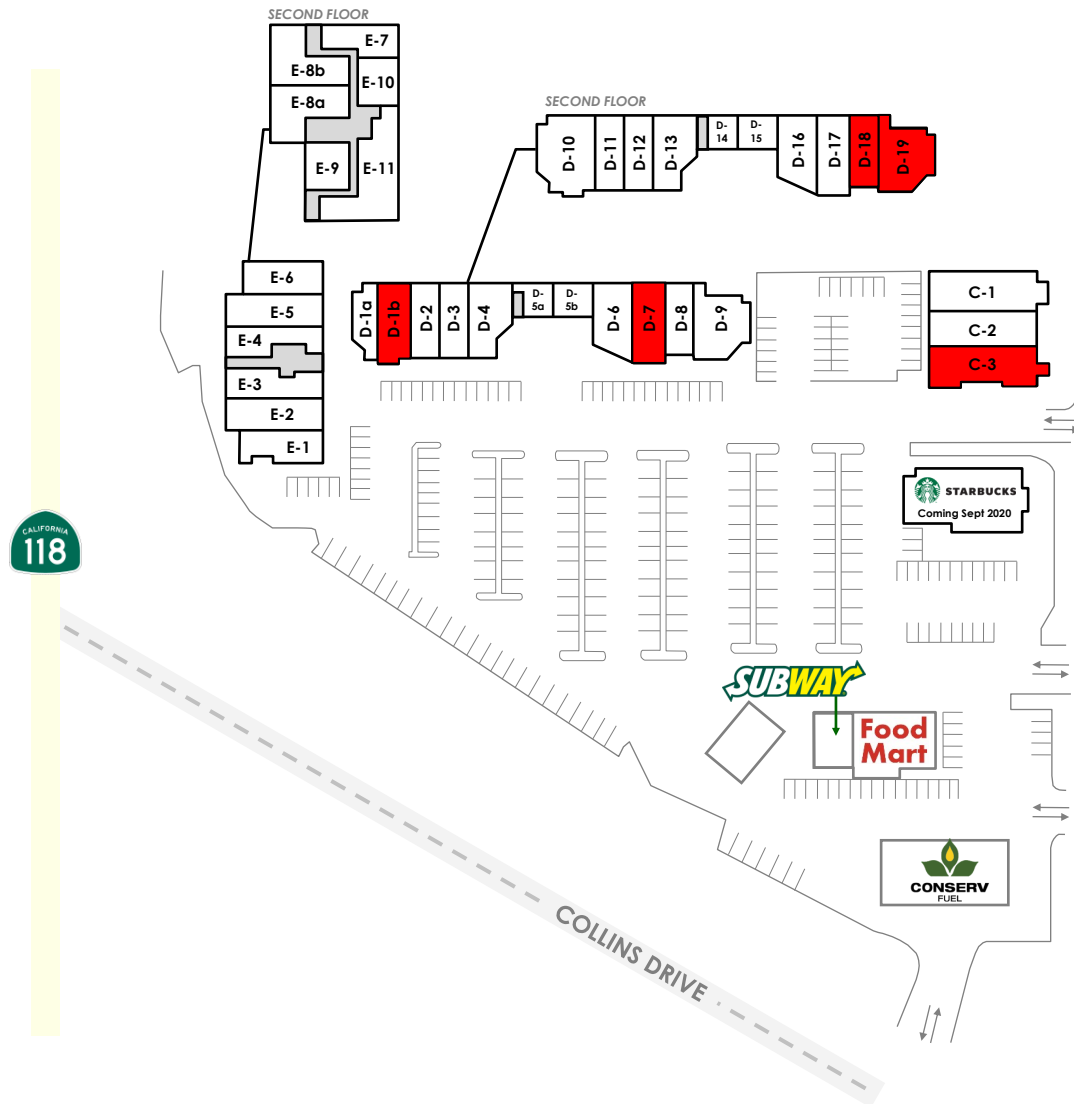 SECOND FLOOR
E-7
E-8b
E-10
E-8a
E-9
E-11
SECOND FLOOR
D-10
D-11
D-12
D-13
D-
14
D-
15
D-16
D-17
D-18
D-19
E-6
E-5
E-4
E-3
E-2
E-1
D-1a
D-1b
D-2
D-3
D-4
D-
5a
D-
5b
D-6
D-7
D-8
D-9
C-1
C-2
C-3
STARBUCKS
Coming Sept 2020
CALIFORNIA
118
SUBWAY
Food
Mart
CONSERV
FUEL
COLLINS DRIVE